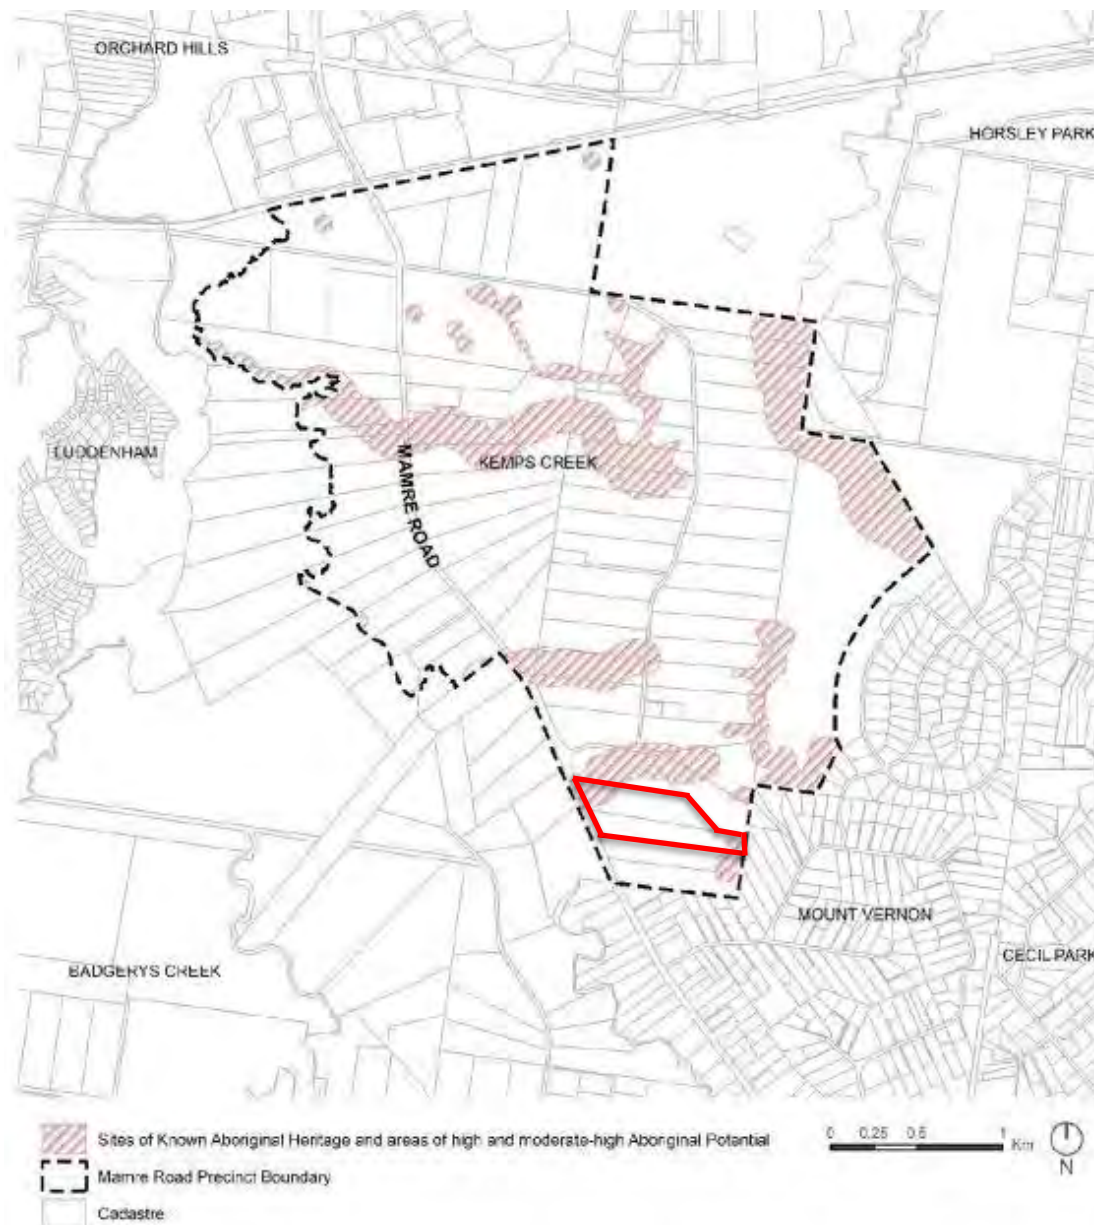 ORCHARD HILLS
HORSLEY PARK
LUDDENHAM
KEMPS CREEK
MAMRE ROAD
MOUNT VERNON
CECIL PARK
BADGERYS CREEK
Sites of Known Aboriginal Heritage and areas of high and moderate-high Aboriginal Potential
0 0.25 0.5 1 Km
N
Mamre Road Precinct Boundary
Cadastre